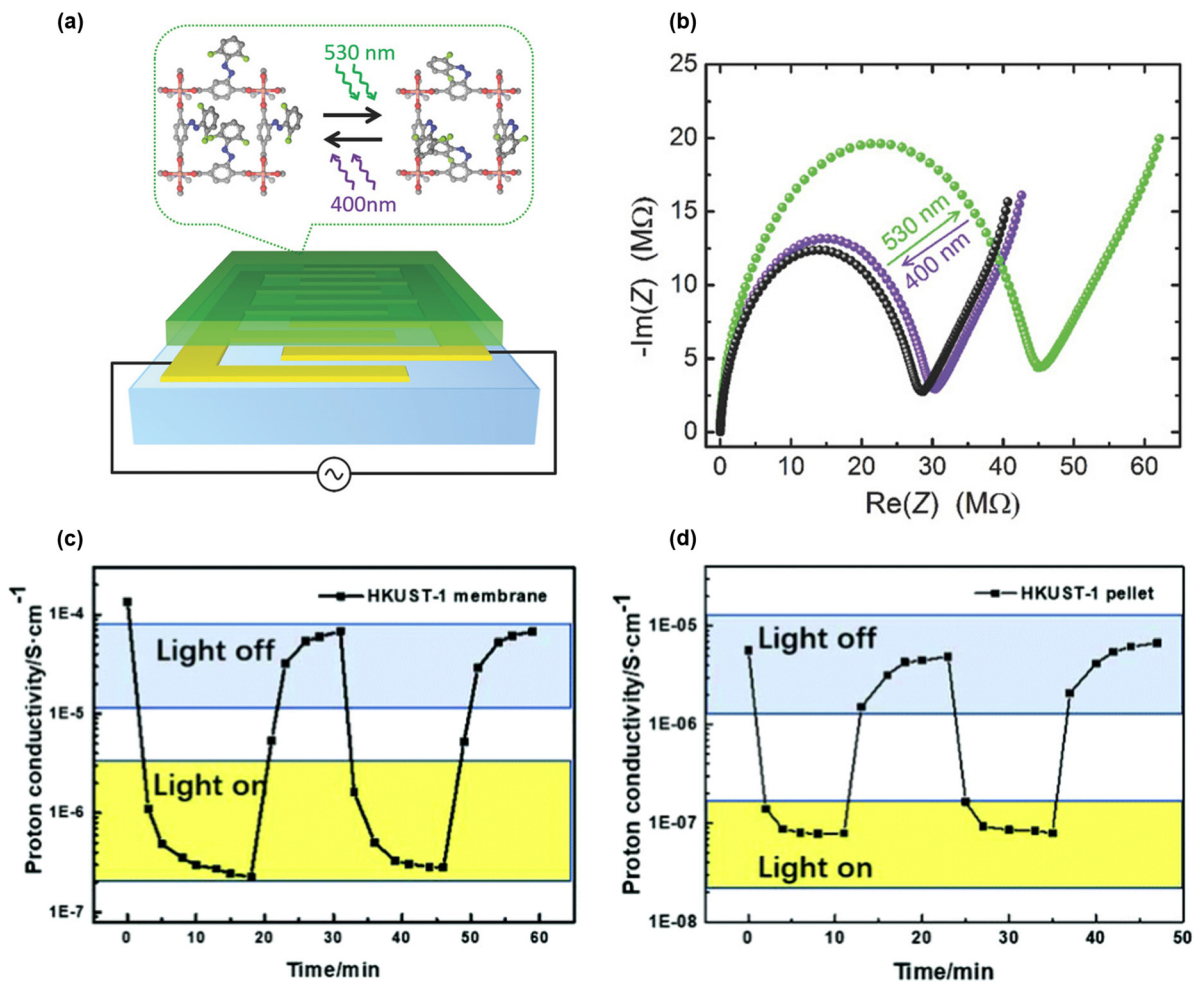 (a)
530 nm
400nm
(b)
25
20
15
10
5
0
-Im(Z) (MΩ)
530 nm
400 nm
0 10 20 30 40 50 60
Re(Z) (MΩ)
(c)
1E-4
1E-5
1E-6
1E-7
Proton conductivity/S·cm-1
HKUST-1 membrane
Light off
Light on
0 10 20 30 40 50 60
Time/min
(d)
1E-05
1E-06
1E-07
1E-08
Proton conductivity/S·cm-1
HKUST-1 pellet
Light off
Light on
0 10 20 30 40 50
Time/min